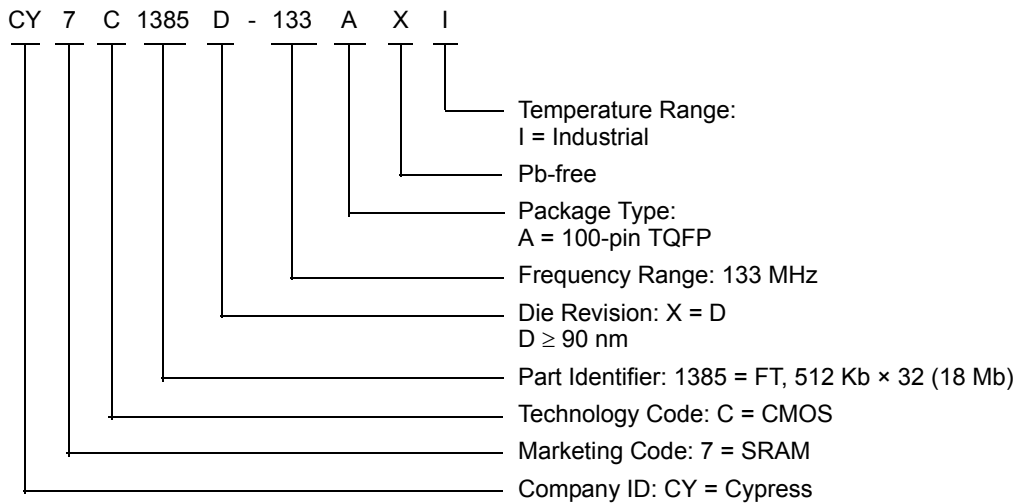 CY 7 C 1385 D - 133 A X I
Temperature Range:
I = Industrial
Pb-free
Package Type:
A = 100-pin TQFP
Frequency Range: 133 MHz
Die Revision: X = D
D ≥ 90 nm
Part Identifier: 1385 = FT, 512 Kb × 32 (18 Mb)
Technology Code: C = CMOS
Marketing Code: 7 = SRAM
Company ID: CY = Cypress